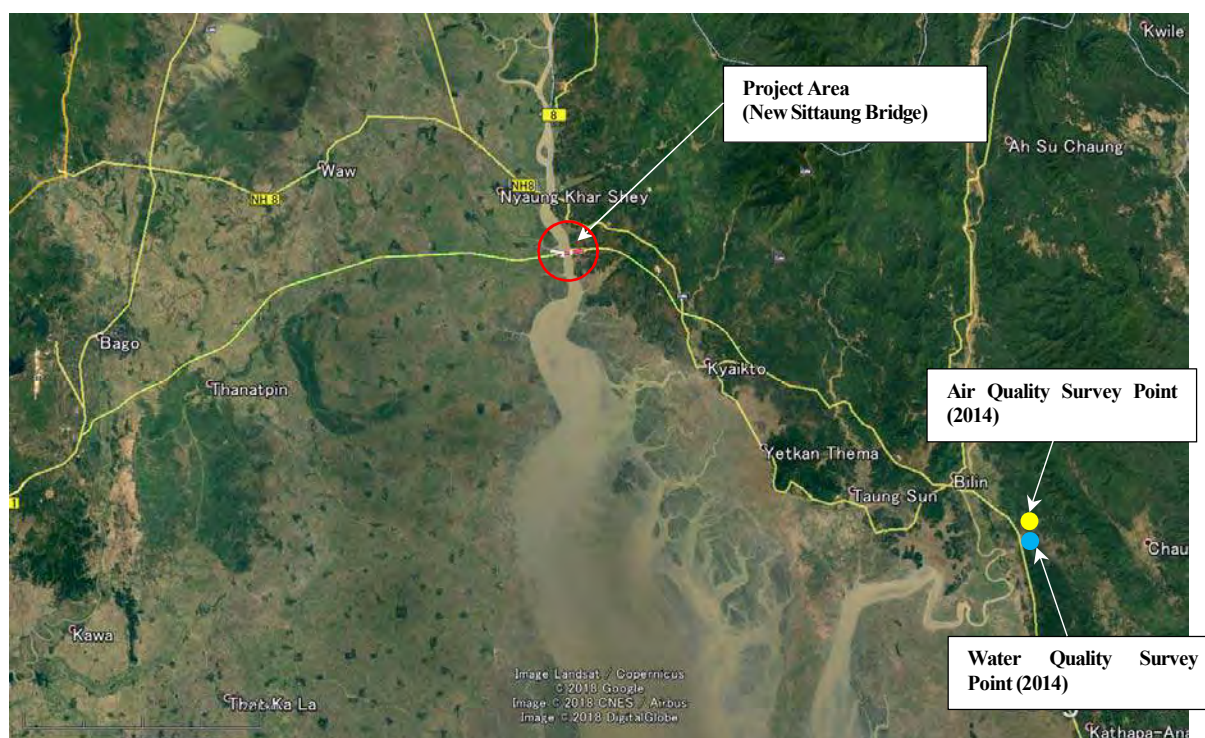 Kwile
Project Area
(New Sittaung Bridge)
8
Ah Su Chaung
Waw
NH 8
NH8
Nyaung Khar Shey
Bago
Thanatpin
Kyaikto
Air Quality Survey Point
(2014)
Yetkan Thema
Bilin
Taung Sun
1
Chau
Kawa
Water Quality Survey
Point (2014)
Image Landsat / Copernicus
© 2018 Google
Image © 2018 CNES / Airbus
Image © 2018 DigitalGlobe
That Ka La
Kathapa-Ana